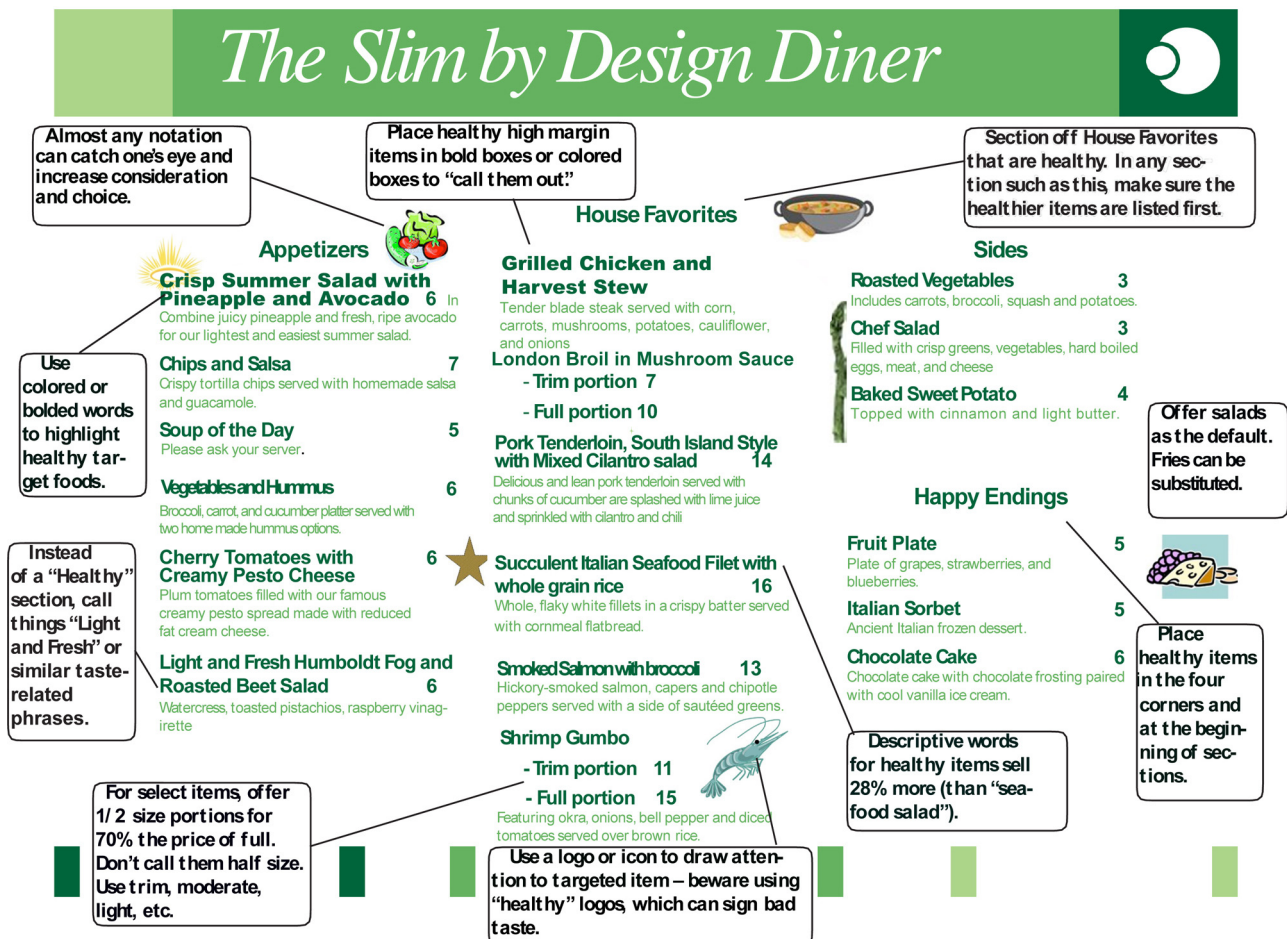 The Slim by Design Diner
Almost any notation
can catch one's eye and
increase consideration
and choice.
Place healthy high margin
items in bold boxes or colored
boxes to “call them out.”
Section off House Favorites
that are healthy. In any sec-
tion such as this, make sure the
healthier items are listed first.
Appetizers
Crisp Summer Salad with
Pineapple and Avocado 6 In
Combine juicy pineapple and fresh, ripe avocado
for our lightest and easiest summer salad.
Chips and Salsa 7
Crispy tortilla chips served with homemade salsa
and guacamole.
Soup of the Day 5
Please ask your server.
Vegetables and Hummus 6
Broccoli, carrot, and cucumber platter served with
two home made hummus options.
Cherry Tomatoes with 6
Creamy Pesto Cheese
Plum tomatoes filled with our famous
creamy pesto spread made with reduced
fat cream cheese.
Light and Fresh Humboldt Fog and
Roasted Beet Salad 6
Watercress, toasted pistachios, raspberry vinag-
irette
Use
colored or
bolded words
to highlight
healthy tar-
get foods.
Instead
of a “Healthy”
section, call
things “Light
and Fresh” or
similar taste-
related
phrases.
For select items, offer
1/2 size portions for
70% the price of full.
Don't call them half size.
Use trim, moderate,
light, etc.
House Favorites
Grilled Chicken and
Harvest Stew
Tender blade steak served with corn,
carrots, mushrooms, potatoes, cauliflower,
and onions
London Broil in Mushroom Sauce
- Trim portion 7
- Full portion 10
Pork Tenderloin, South Island Style
with Mixed Cilantro salad 14
Delicious and lean pork tenderloin served with
chunks of cucumber are splashed with lime juice
and sprinkled with cilantro and chili
Succulent Italian Seafood Filet with
whole grain rice 16
Whole, flaky white fillets in a crispy batter served
with cornmeal flatbread.
Smoked Salmon with broccoli 13
Hickory-smoked salmon, capers and chipotle
peppers served with a side of sautéed greens.
Shrimp Gumbo
- Trim portion 11
- Full portion 15
Featuring okra, onions, bell pepper and diced
tomatoes served over brown rice.
Use a logo or icon to draw atten-
tion to targeted item – beware using
“healthy” logos, which can sign bad
taste.
Sides
Roasted Vegetables 3
Includes carrots, broccoli, squash and potatoes.
Chef Salad 3
Filled with crisp greens, vegetables, hard boiled
eggs, meat, and cheese
Baked Sweet Potato 4
Topped with cinnamon and light butter.
Offer salads
as the default.
Fries can be
substituted.
Happy Endings
Fruit Plate 5
Plate of grapes, strawberries, and
blueberries.
Italian Sorbet 5
Ancient Italian frozen dessert.
Chocolate Cake 6
Chocolate cake with chocolate frosting paired
with cool vanilla ice cream.
Place
healthy items
in the four
corners and
at the begin-
ning of sec-
tions.
Descriptive words
for healthy items sell
28% more (than “sea-
food salad”).